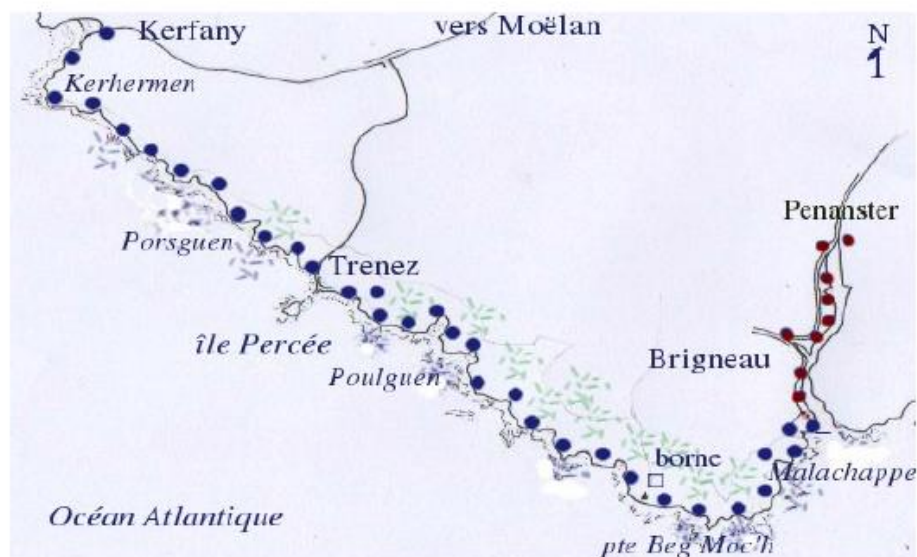 Kerfany
vers Moëlan
N
Kerhermen
Penanster
Porsguen
Trenez
île Percée
Brigneau
Poulguen
borne
Malachappe
Océan Atlantique
pte Beg Moc'h